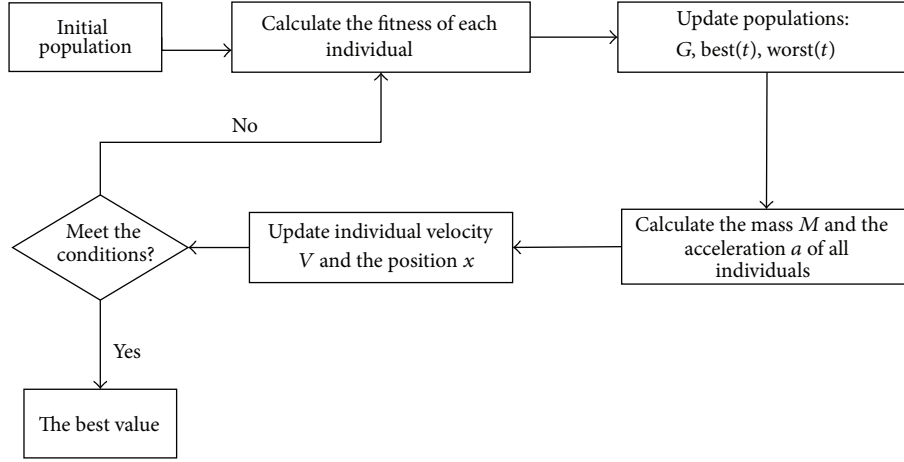 Initial
population
Calculate the fitness of each
individual
Update populations:
G, best(t), worst(t)
No
Meet the
conditions?
Update individual velocity
V and the position x
Calculate the mass M and the
acceleration a of all
individuals
Yes
The best value